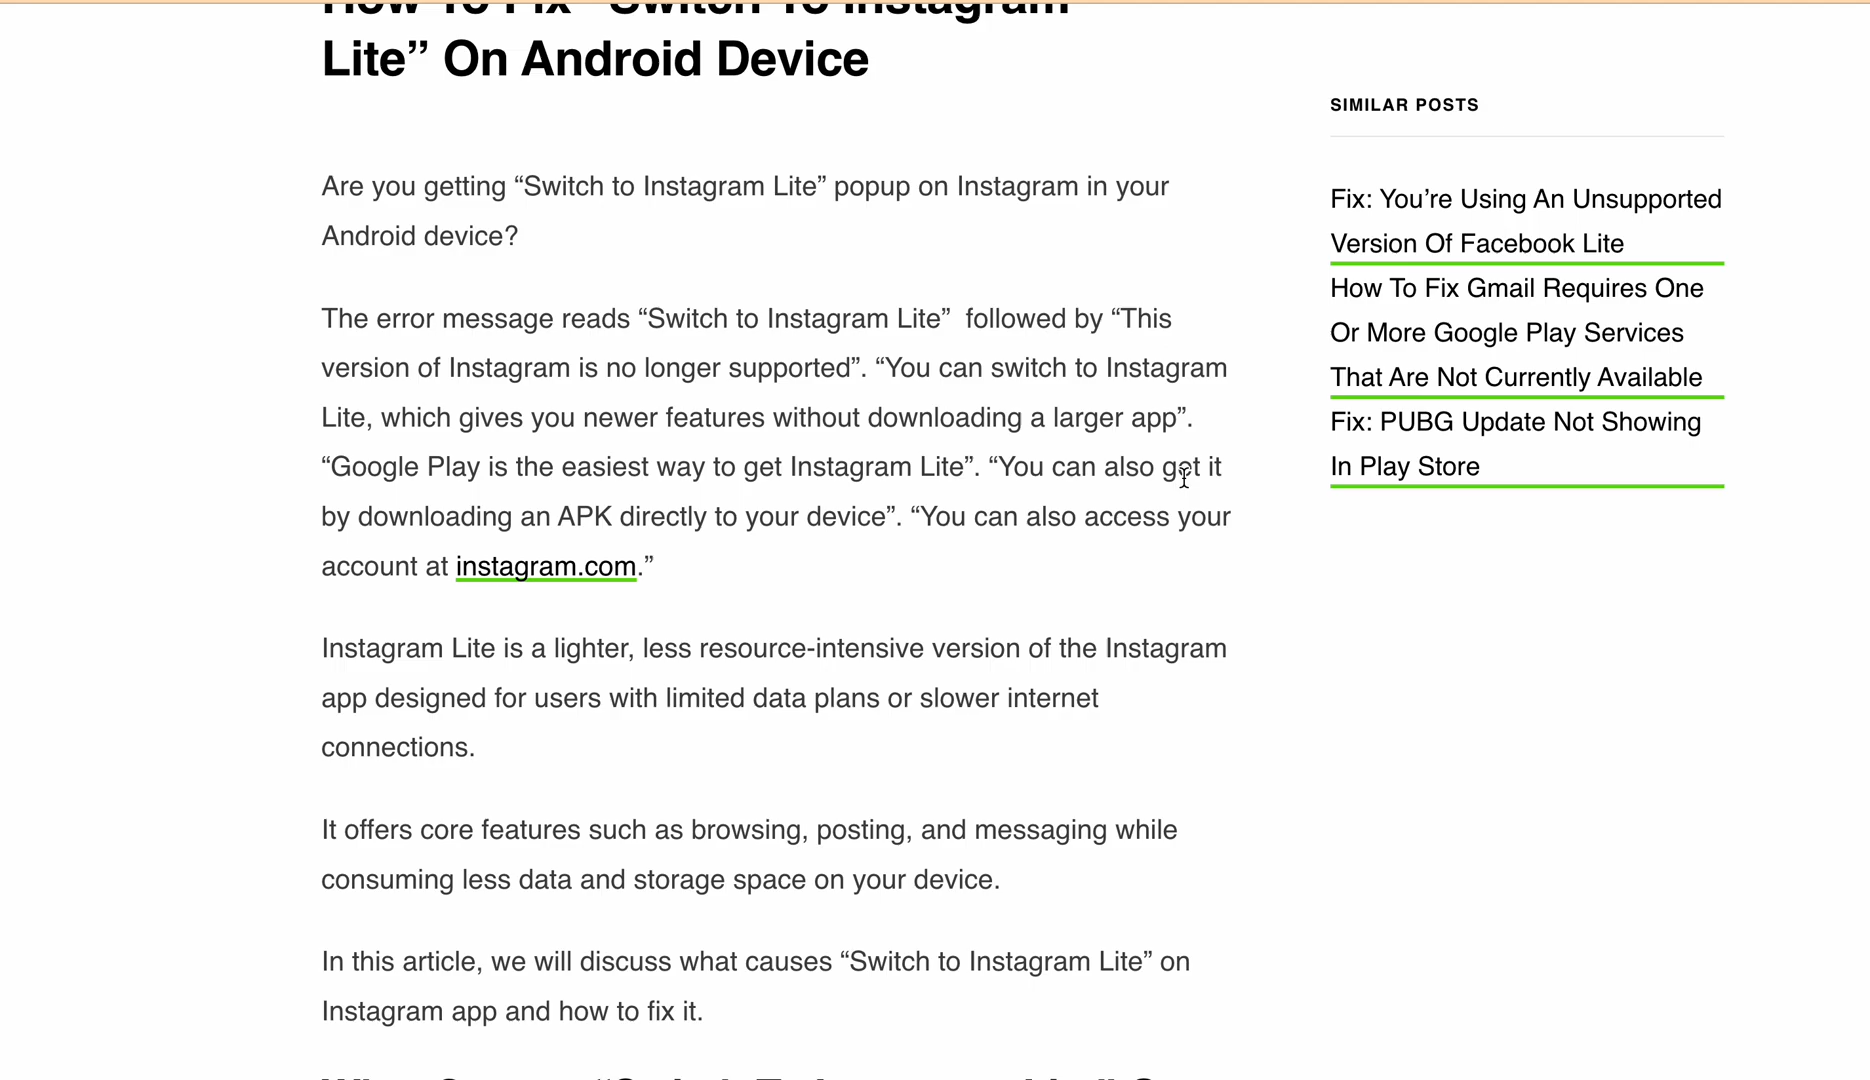 How To Fix “Switch To Instagram
Lite” On Android Device
Are you getting “Switch to Instagram Lite” popup on Instagram in your
Android device?
The error message reads “Switch to Instagram Lite”  followed by “This
version of Instagram is no longer supported”. “You can switch to Instagram
Lite, which gives you newer features without downloading a larger app”.
“Google Play is the easiest way to get Instagram Lite”. “You can also get it
by downloading an APK directly to your device”. “You can also access your
account at instagram.com.”
Instagram Lite is a lighter, less resource-intensive version of the Instagram
app designed for users with limited data plans or slower internet
connections.
It offers core features such as browsing, posting, and messaging while
consuming less data and storage space on your device.
In this article, we will discuss what causes “Switch to Instagram Lite” on
Instagram app and how to fix it.
SIMILAR POSTS
Fix: You’re Using An Unsupported
Version Of Facebook Lite
How To Fix Gmail Requires One
Or More Google Play Services
That Are Not Currently Available
Fix: PUBG Update Not Showing
In Play Store